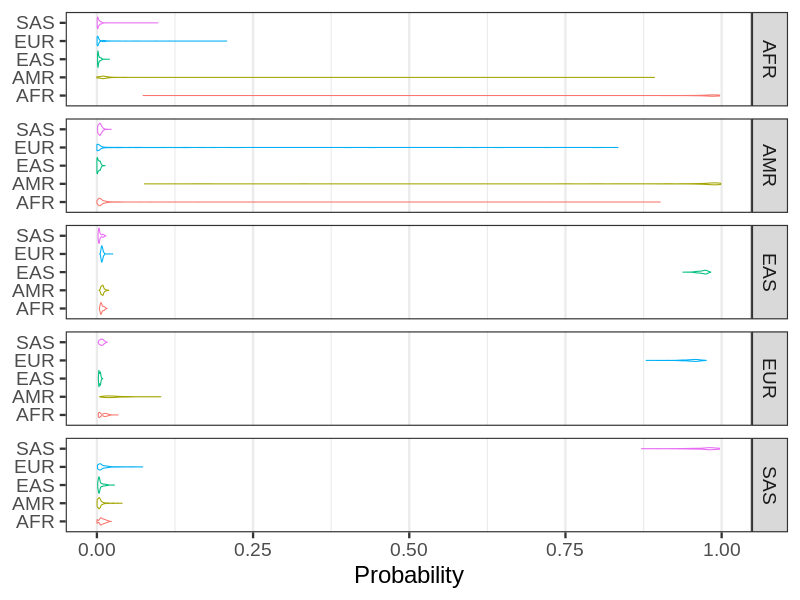 SAS
EUR
EAS
AMR
AFR
AFR
SAS
EUR
EAS
AMR
AFR
AMR
SAS
EUR
EAS
AMR
AFR
EAS
SAS
EUR
EAS
AMR
AFR
EUR
SAS
EUR
EAS
AMR
AFR
SAS
0.00 0.25 0.50 0.75 1.00
Probability